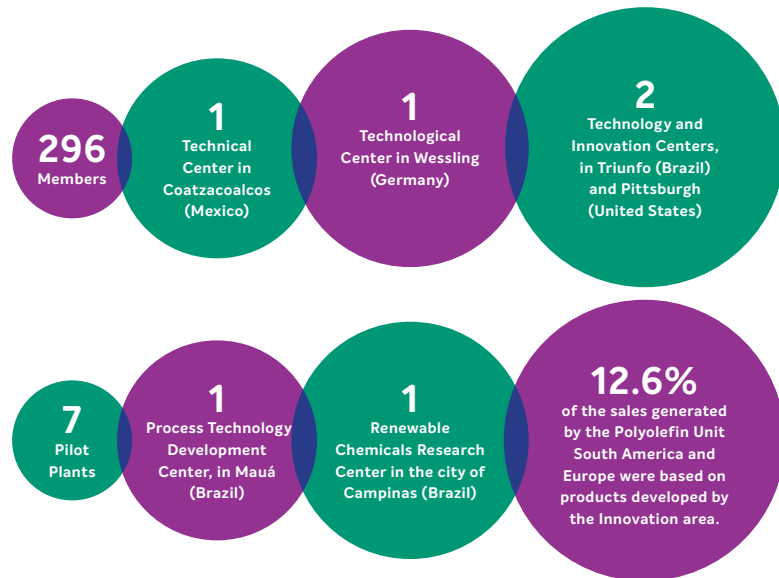 296
Members
1
Technical
Center in
Coatzacoalcos
(Mexico)
1
Technological
Center in Wessling
(Germany)
2
Technology and
Innovation Centers,
in Triunfo (Brazil)
and Pittsburgh
(United States)
7
Pilot
Plants
1
Process Technology
Development
Center, in Mauá
(Brazil)
1
Renewable
Chemicals Research
Center in the city of
Campinas (Brazil)
12.6%
of the sales generated
by the Polyolefin Unit
South America and
Europe were based on
products developed by
the Innovation area.